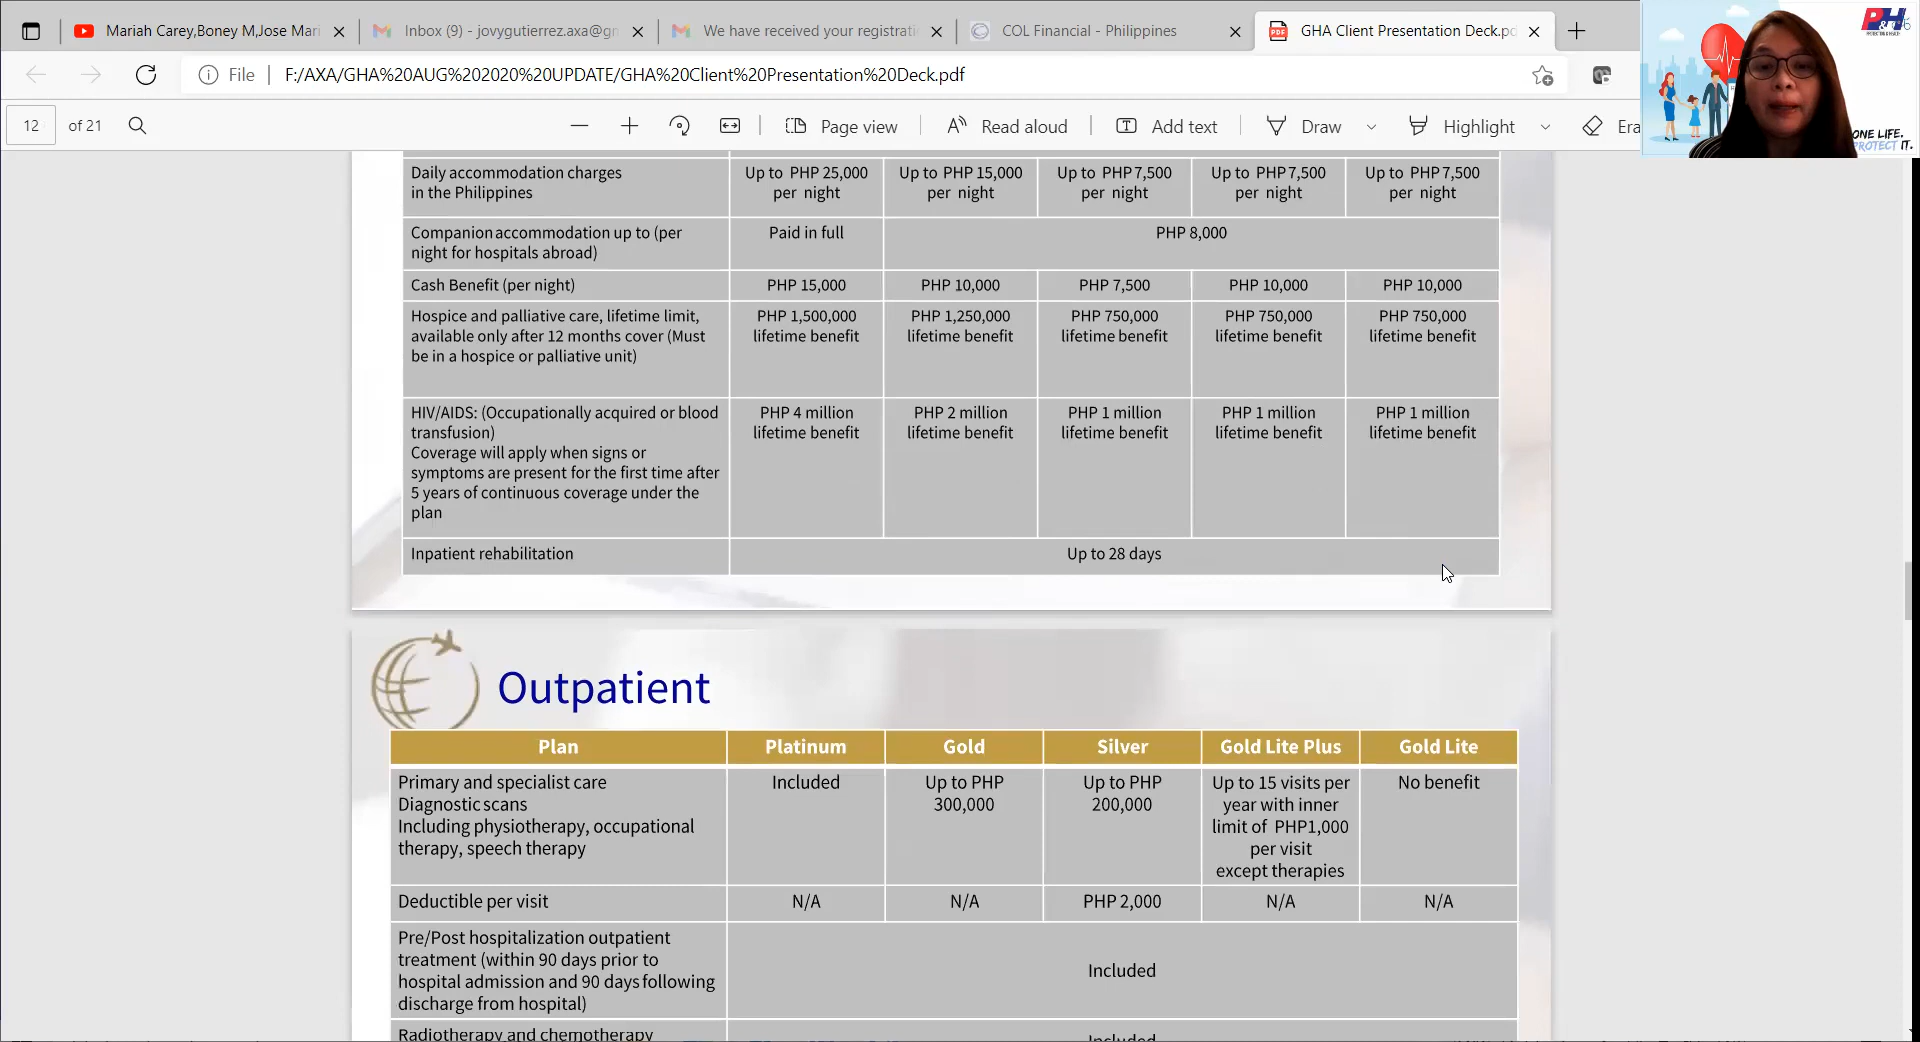 Mariah Carey,Boney M,Jose Mari
Inbox (9) - jovygutierrez.axa@gm
We have received your registrati
COL Financial - Philippines
GHA Client Presentation Deck.pd
File
F:/AXA/GHA%20AUG%202020%20UPDATE/GHA%20Client%20Presentation%20Deck.pdf
12 of 21
Page view
Read aloud
Add text
Draw
Highlight
Era
P&H
ONE LIFE.
PROTECT IT.
Daily accommodation charges
in the Philippines
Up to PHP 25,000
per night
Up to PHP 15,000
per night
Up to PHP 7,500
per night
Up to PHP 7,500
per night
Up to PHP 7,500
per night
Companion accommodation up to (per
night for hospitals abroad)
Paid in full
PHP 8,000
Cash Benefit (per night)
PHP 15,000
PHP 10,000
PHP 7,500
PHP 10,000
PHP 10,000
Hospice and palliative care, lifetime limit,
available only after 12 months cover (Must
be in a hospice or palliative unit)
PHP 1,500,000
lifetime benefit
PHP 1,250,000
lifetime benefit
PHP 750,000
lifetime benefit
PHP 750,000
lifetime benefit
PHP 750,000
lifetime benefit
HIV/AIDS: (Occupationally acquired or blood
transfusion)
Coverage will apply when signs or
symptoms are present for the first time after
5 years of continuous coverage under the
plan
PHP 4 million
lifetime benefit
PHP 2 million
lifetime benefit
PHP 1 million
lifetime benefit
PHP 1 million
lifetime benefit
PHP 1 million
lifetime benefit
Inpatient rehabilitation
Up to 28 days
Outpatient
Plan
Platinum
Gold
Silver
Gold Lite Plus
Gold Lite
Primary and specialist care
Diagnostic scans
Including physiotherapy, occupational
therapy, speech therapy
Included
Up to PHP
300,000
Up to PHP
200,000
Up to 15 visits per
year with inner
limit of PHP1,000
per visit
except therapies
No benefit
Deductible per visit
N/A
N/A
PHP 2,000
N/A
N/A
Pre/Post hospitalization outpatient
treatment (within 90 days prior to
hospital admission and 90 days following
discharge from hospital)
Included
Radiotherapy and chemotherapy
Included